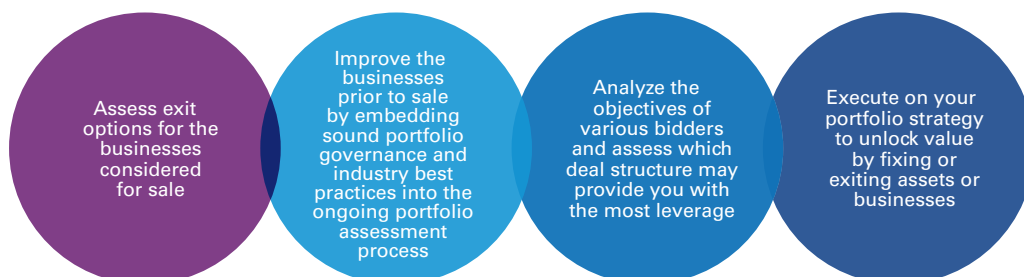 Assess exit
options for the
businesses
considered
for sale
Improve the
businesses
prior to sale
by embedding
sound portfolio
governance and
industry best
practices into the
ongoing portfolio
assessment
process
Analyze the
objectives of
various bidders
and assess which
deal structure may
provide you with
the most leverage
Execute on your
portfolio strategy
to unlock value
by fixing or
exiting assets or
businesses